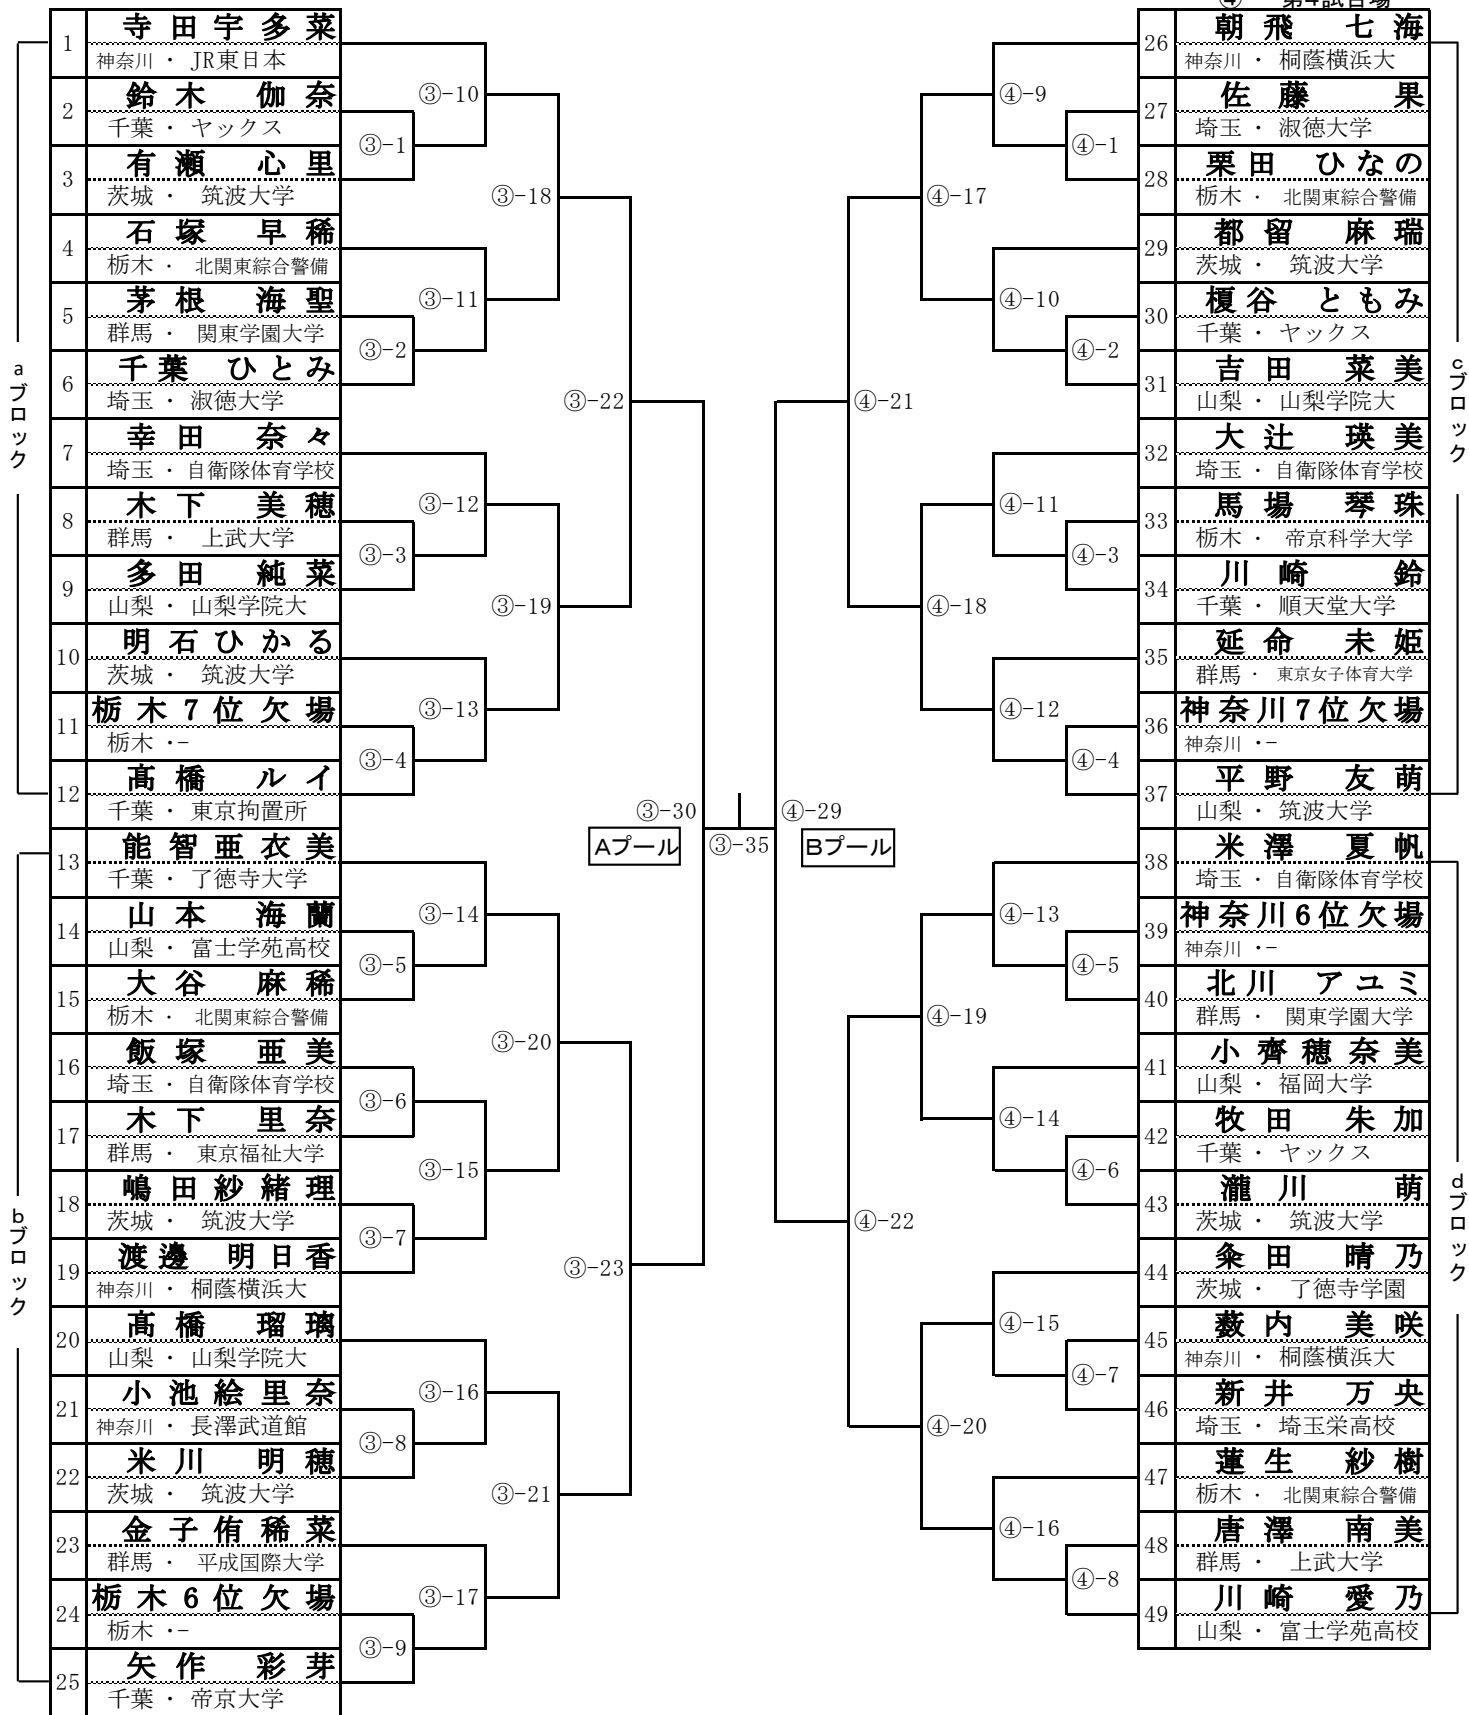 ④ 第4試合場
1 寺田宇多菜
神奈川 ・ JR東日本
2 鈴木 伽奈
千葉 ・ ヤックス
3 有瀬 心里
茨城 ・ 筑波大学
4 石塚 早稀
栃木 ・ 北関東綜合警備
5 茅根 海聖
群馬 ・ 関東学園大学
6 千葉 ひとみ
埼玉 ・ 淑徳大学
7 幸田 奈々
埼玉 ・ 自衛隊体育学校
8 木下 美穂
群馬 ・ 上武大学
9 多田 純菜
山梨 ・ 山梨学院大
10 明石ひかる
茨城 ・ 筑波大学
11 栃木7位欠場
栃木 ・-
12 髙橋 ルイ
千葉 ・ 東京拘置所
13 能智亜衣美
千葉 ・ 了徳寺大学
14 山本 海蘭
山梨 ・ 富士学苑高校
15 大谷 麻稀
栃木 ・ 北関東綜合警備
16 飯塚 亜美
埼玉 ・ 自衛隊体育学校
17 木下 里奈
群馬 ・ 東京福祉大学
18 嶋田紗緒理
茨城 ・ 筑波大学
19 渡邊 明日香
神奈川 ・ 桐蔭横浜大
20 髙橋 瑠璃
山梨 ・ 山梨学院大
21 小池絵里奈
神奈川 ・ 長澤武道館
22 米川 明穂
茨城 ・ 筑波大学
23 金子侑稀菜
群馬 ・ 平成国際大学
24 栃木6位欠場
栃木 ・-
25 矢作 彩芽
千葉 ・ 帝京大学
aブロック
bブロック
③-1
③-2
③-3
③-4
③-5
③-6
③-7
③-8
③-9
③-10
③-11
③-12
③-13
③-14
③-15
③-16
③-17
③-18
③-19
③-20
③-21
③-22
③-23
③-30
Aプール
③-35
④-29
Bプール
④-21
④-22
④-17
④-18
④-19
④-20
④-9
④-10
④-11
④-12
④-13
④-14
④-15
④-16
④-1
④-2
④-3
④-4
④-5
④-6
④-7
④-8
26 朝飛 七海
神奈川 ・ 桐蔭横浜大
27 佐藤 果
埼玉 ・ 淑徳大学
28 栗田 ひなの
栃木 ・ 北関東綜合警備
29 都留 麻瑞
茨城 ・ 筑波大学
30 榎谷 ともみ
千葉 ・ ヤックス
31 吉田 菜美
山梨 ・ 山梨学院大
32 大辻 瑛美
埼玉 ・ 自衛隊体育学校
33 馬場 琴珠
栃木 ・ 帝京科学大学
34 川崎 鈴
千葉 ・ 順天堂大学
35 延命 未姫
群馬 ・ 東京女子体育大学
36 神奈川7位欠場
神奈川 ・-
37 平野 友萌
山梨 ・ 筑波大学
38 米澤 夏帆
埼玉 ・ 自衛隊体育学校
39 神奈川6位欠場
神奈川 ・-
40 北川 アユミ
群馬 ・ 関東学園大学
41 小齊穂奈美
山梨 ・ 福岡大学
42 牧田 朱加
千葉 ・ ヤックス
43 瀧川 萌
茨城 ・ 筑波大学
44 粂田 晴乃
茨城 ・ 了徳寺学園
45 薮内 美咲
神奈川 ・ 桐蔭横浜大
46 新井 万央
埼玉 ・ 埼玉栄高校
47 蓮生 紗樹
栃木 ・ 北関東綜合警備
48 唐澤 南美
群馬 ・ 上武大学
49 川崎 愛乃
山梨 ・ 富士学苑高校
cブロック
dブロック